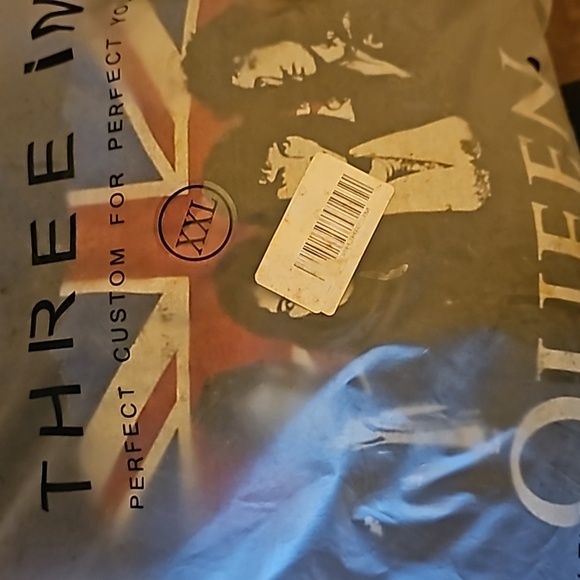 THREE IN
PERFECT CUSTOM FOR PERFECT YO
XXL
QUEEN